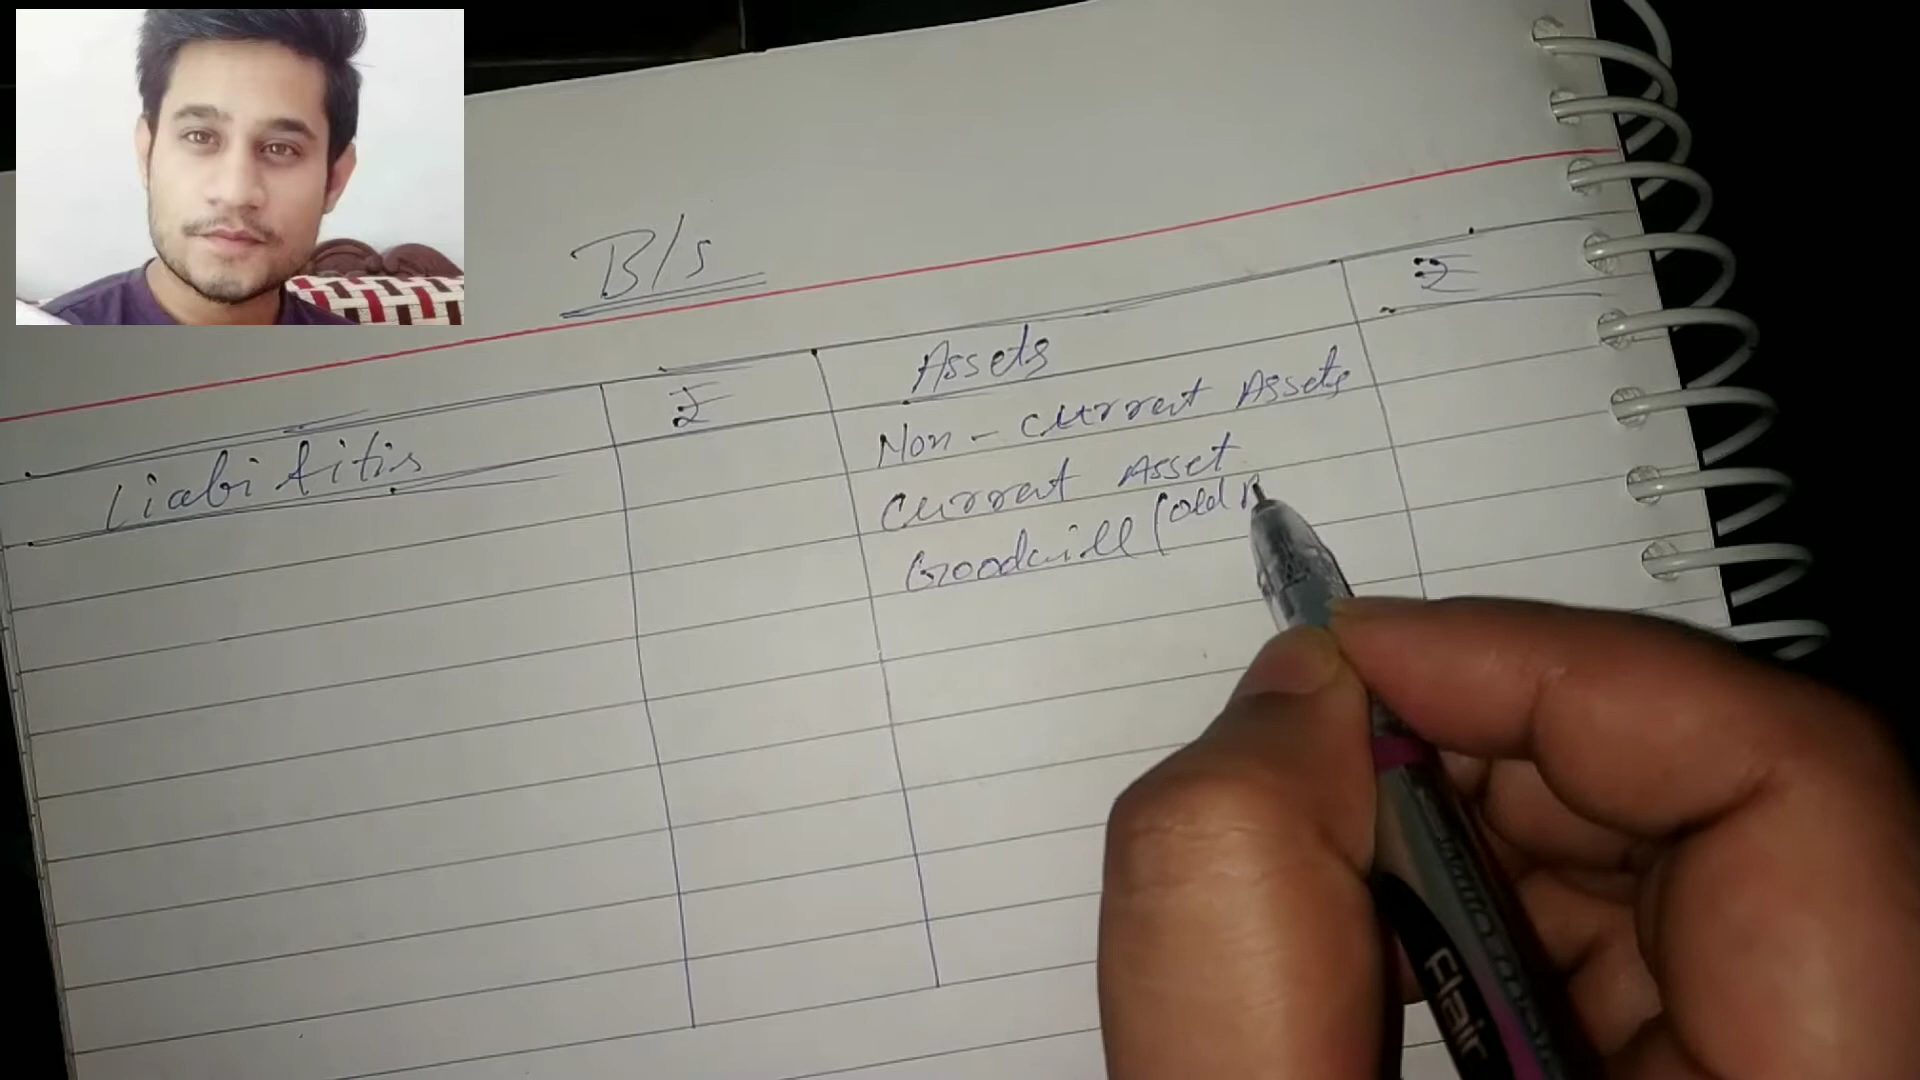 B/s
Liabilitis
₹
Assets
₹
Non-current Assets
Current Asset
Goodwill (old
Flair